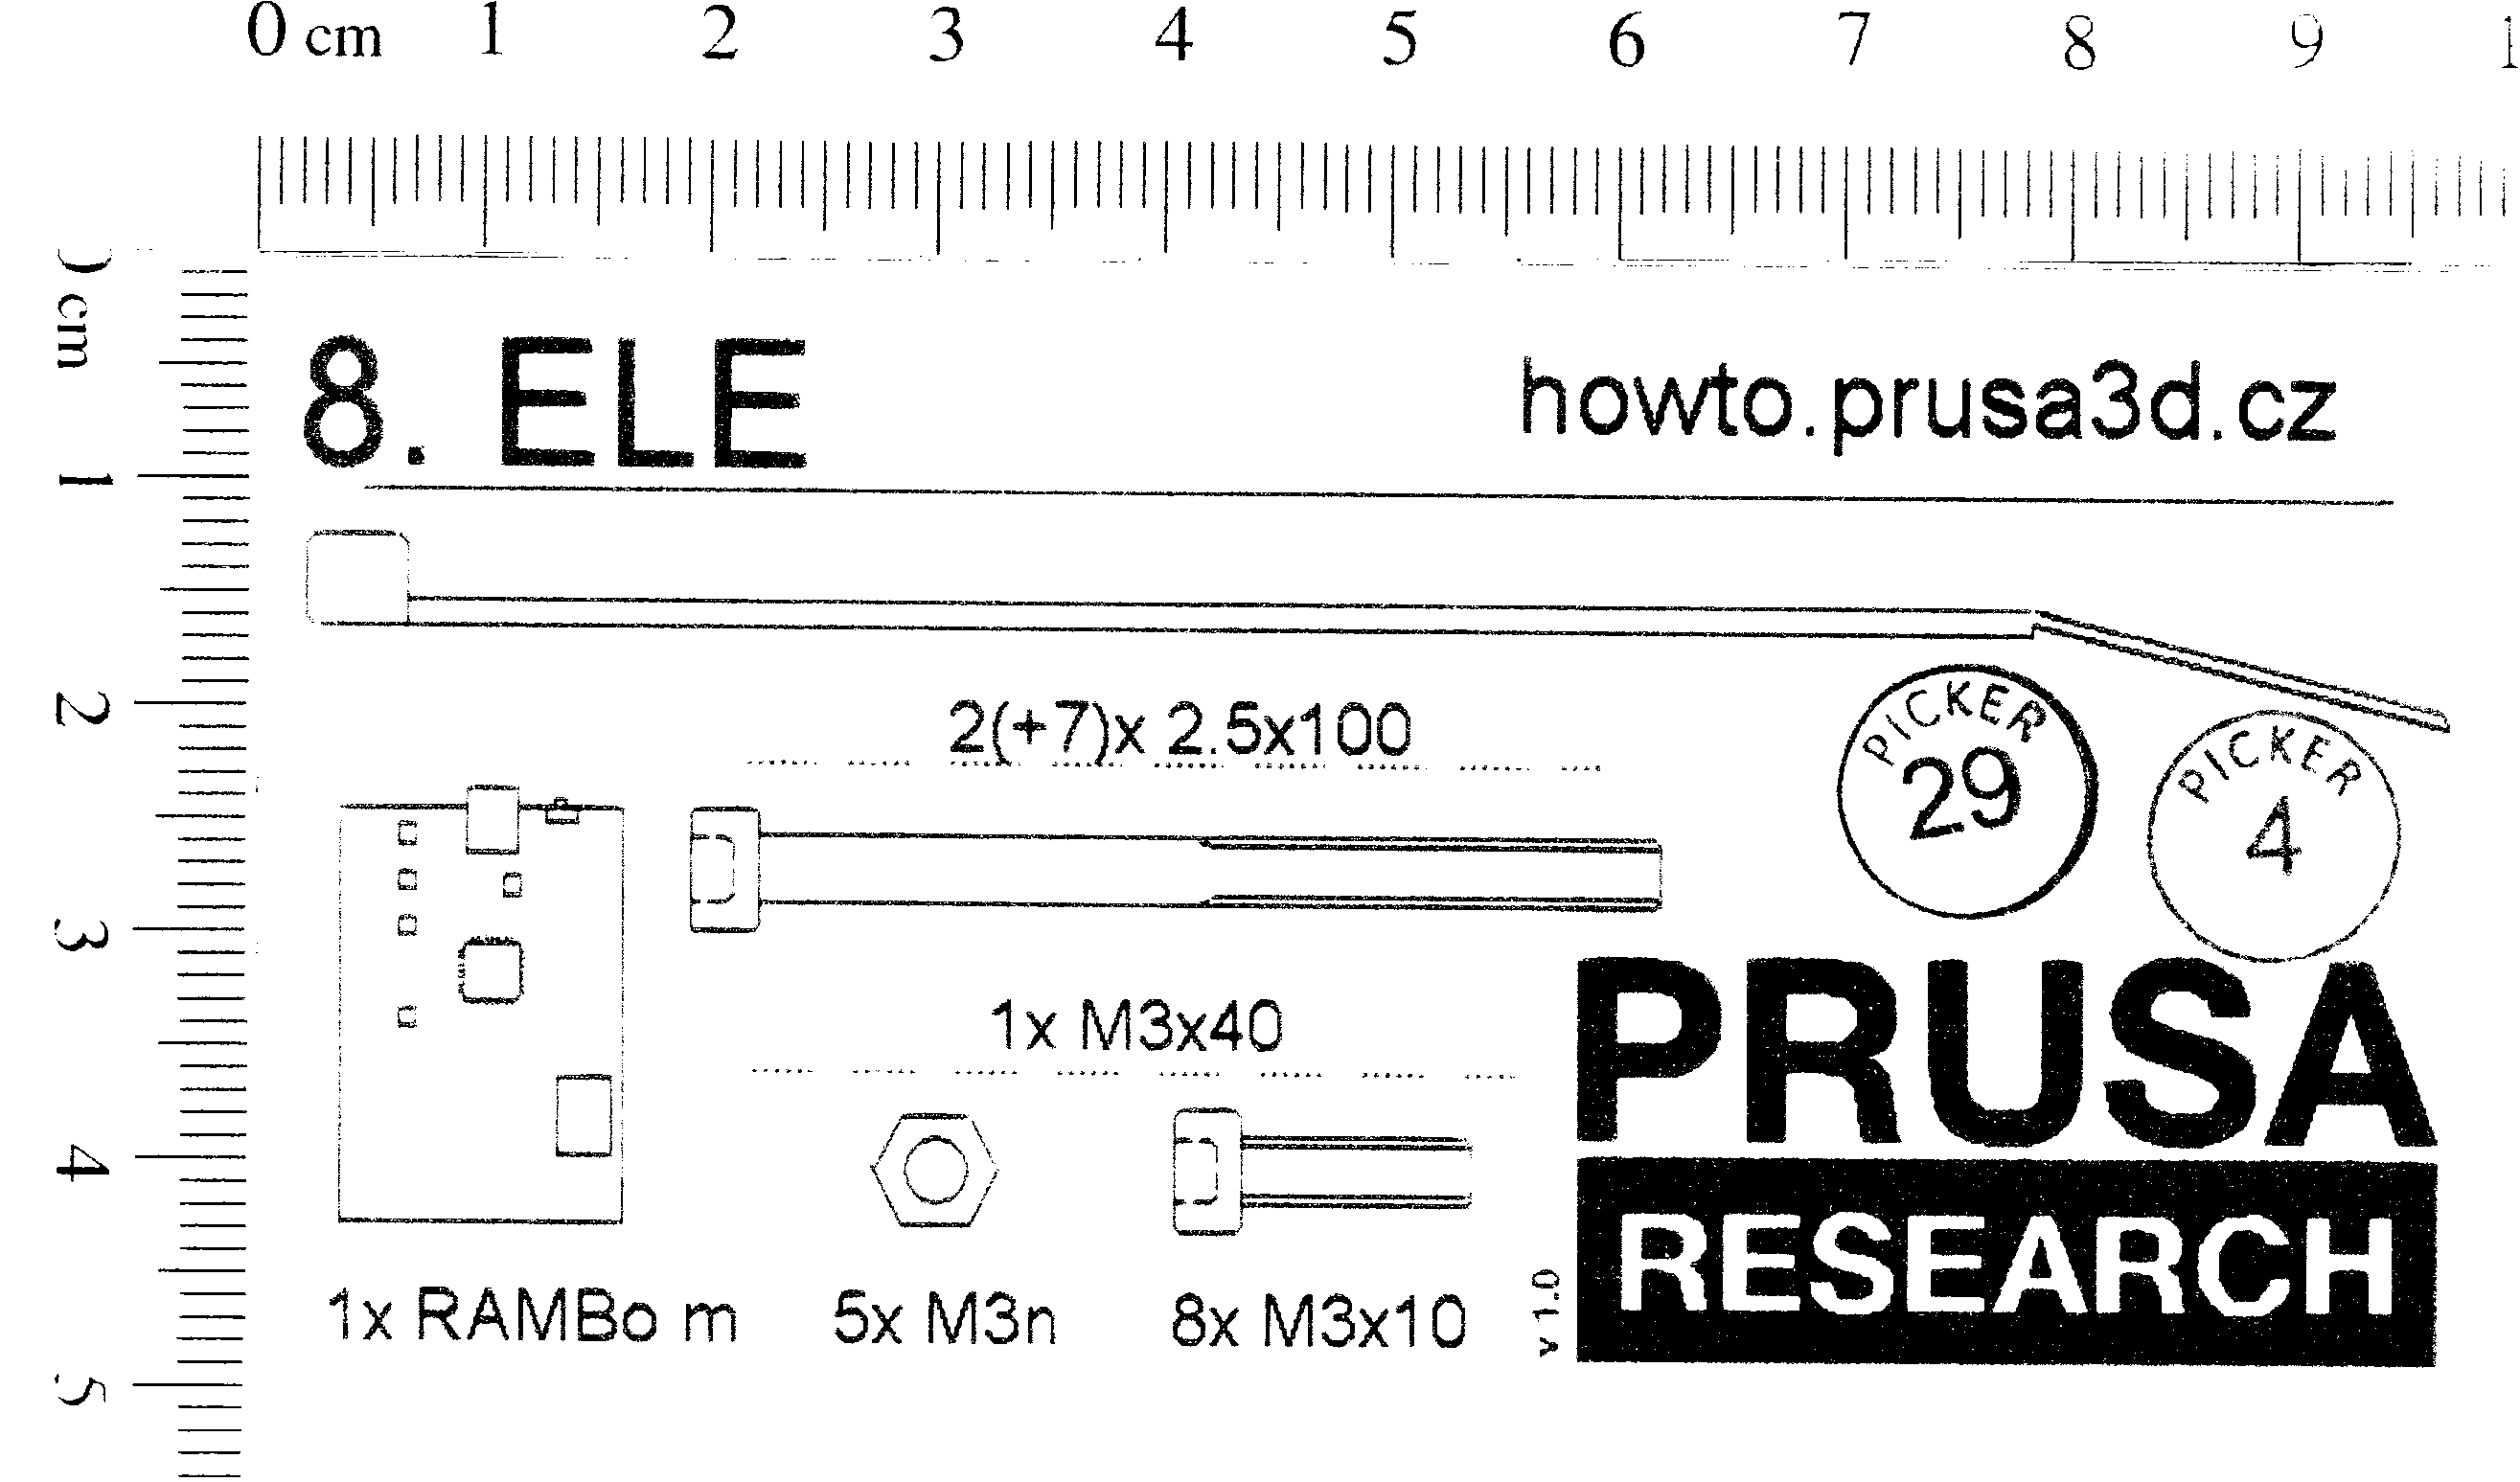 0 cm 1 2 3 4 5 6 7 8 9 1
0 cm 1 2 3 4 5
8. ELE
howto.prusa3d.cz
2(+7)x 2.5x100
PICKER
29
PICKER
4
1x M3x40
1x RAMBo m
5x M3n
8x M3x10
v 1.0
PRUSA
RESEARCH